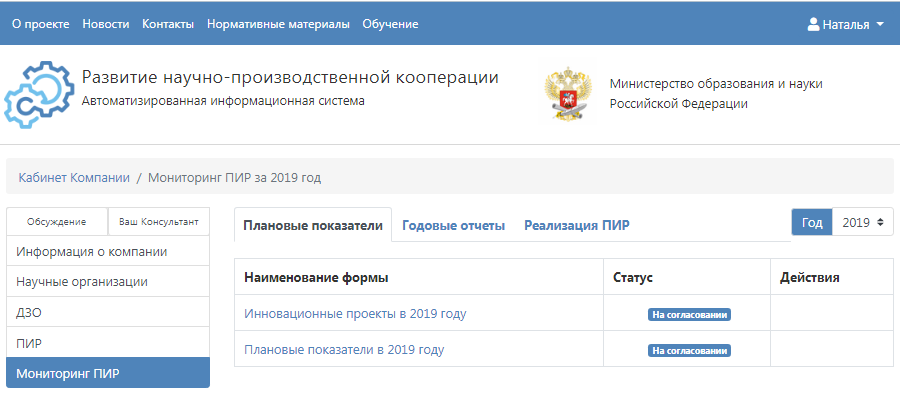 О проекте Новости Контакты Нормативные материалы Обучение Наталья
Развитие научно-производственной кооперации
Автоматизированная информационная система
Министерство образования и науки
Российской Федерации
Кабинет Компании / Мониторинг ПИР за 2019 год
Обсуждение Ваш Консультант
Информация о компании
Научные организации
ДЗО
ПИР
Мониторинг ПИР
Плановые показатели Годовые отчеты Реализация ПИР Год 2019
Наименование формы Статус Действия
Инновационные проекты в 2019 году На согласовании
Плановые показатели в 2019 году На согласовании